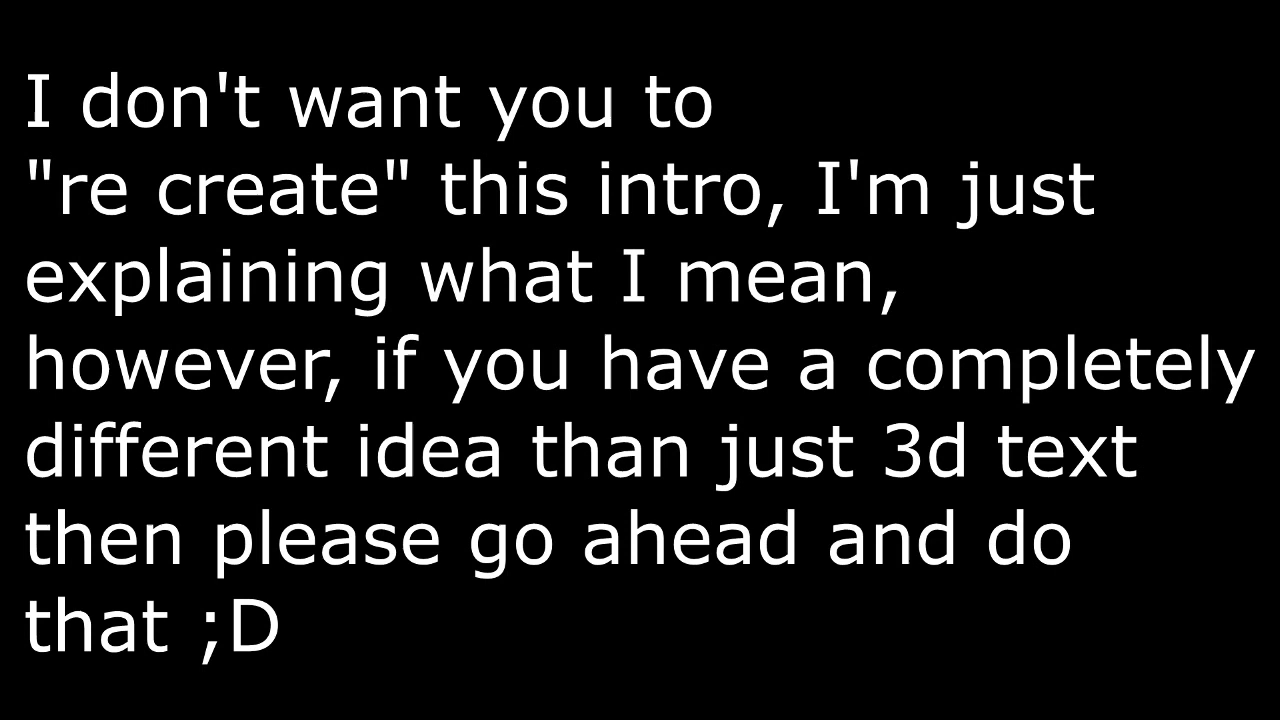 I don't want you to
"re create" this intro, I'm just
explaining what I mean,
however, if you have a completely
different idea than just 3d text
then please go ahead and do
that ;D